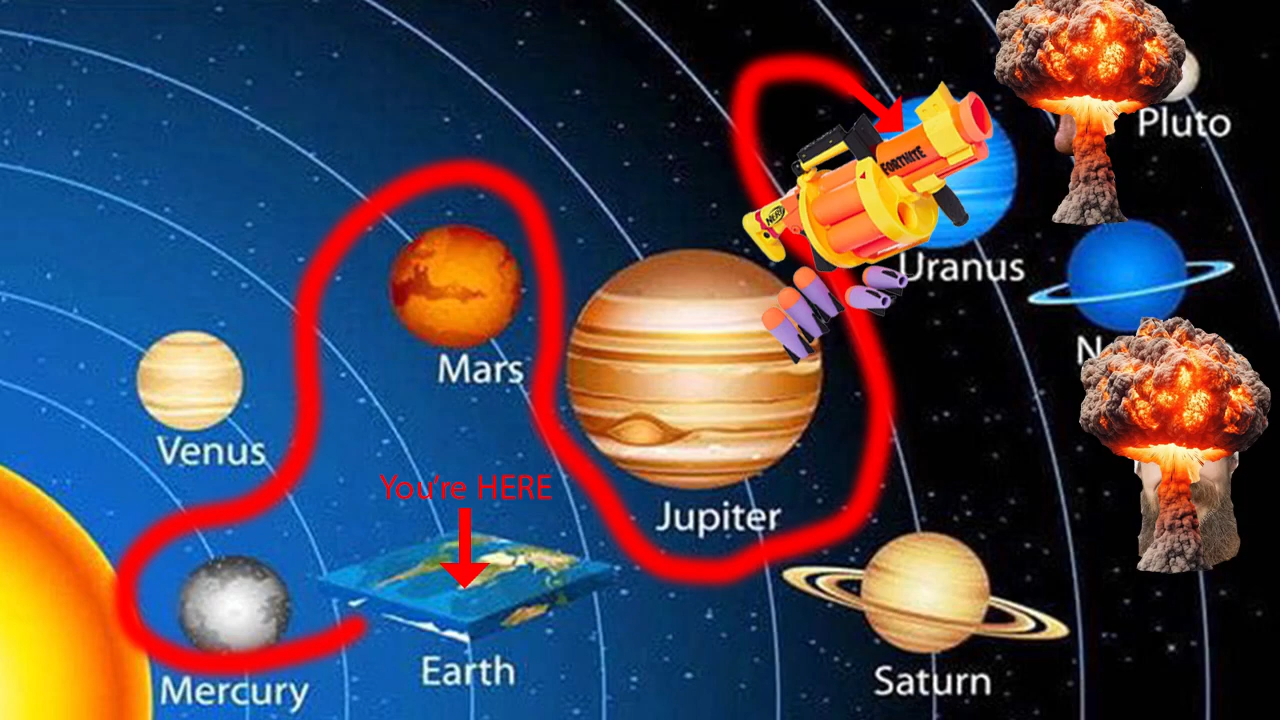 Pluto
FORTNITE
NERF
Uranus
N
Mars
Venus
You're HERE
Jupiter
Earth
Saturn
Mercury